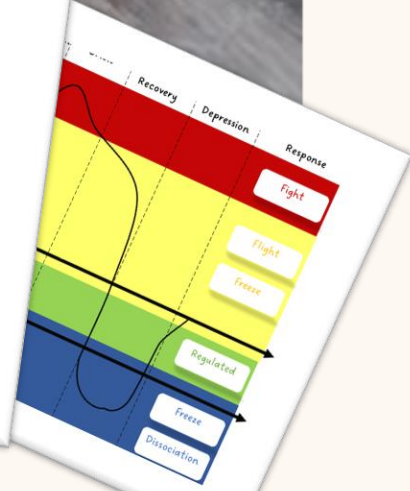 Recovery
Depression
Response
Fight
Flight
Freeze
Regulated
Freeze
Dissociation